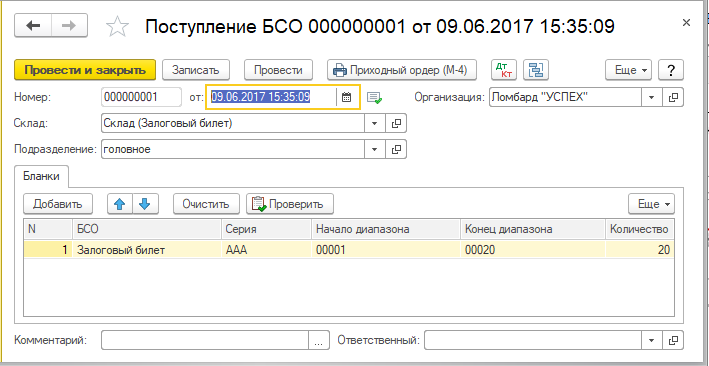 Поступление БСО 000000001 от 09.06.2017 15:35:09
Провести и закрыть Записать Провести Приходный ордер (М-4) Дт Кт Еще ?
Номер: 000000001 от: 09.06.2017 15:35:09 Организация: Ломбард "УСПЕХ"
Склад: Склад (Залоговый билет)
Подразделение: головное
Бланки
Добавить Очистить Проверить Еще
N БСО Серия Начало диапазона Конец диапазона Количество
1 Залоговый билет ААА 00001 00020 20
Комментарий: ... Ответственный: